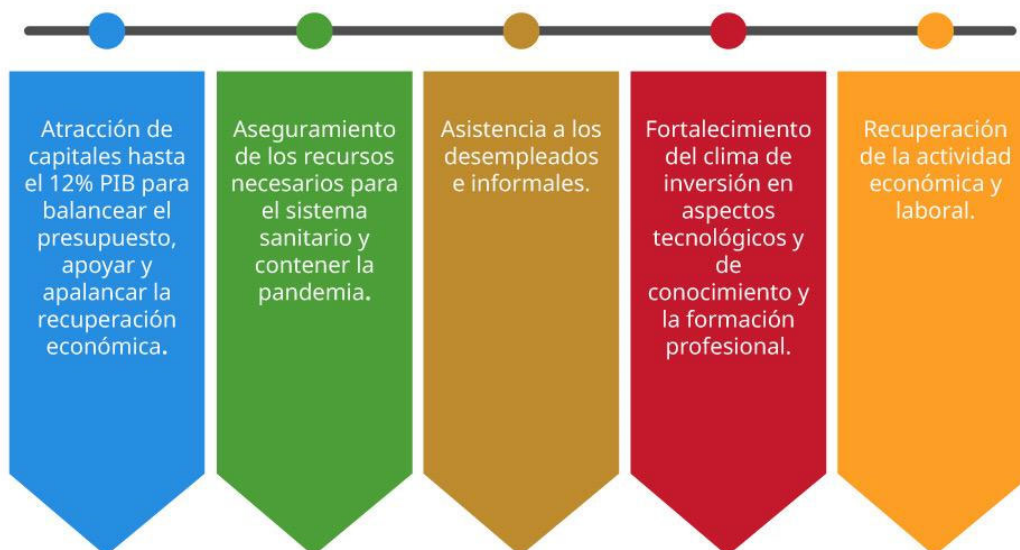 Atracción de
capitales hasta
el 12% PIB para
balancear el
presupuesto,
apoyar y
apalancar la
recuperación
económica.
Aseguramiento
de los recursos
necesarios para
el sistema
sanitario y
contener la
pandemia.
Asistencia a los
desempleados
e informales.
Fortalecimiento
del clima de
inversión en
aspectos
tecnológicos y
de
conocimiento y
la formación
profesional.
Recuperación
de la actividad
económica y
laboral.